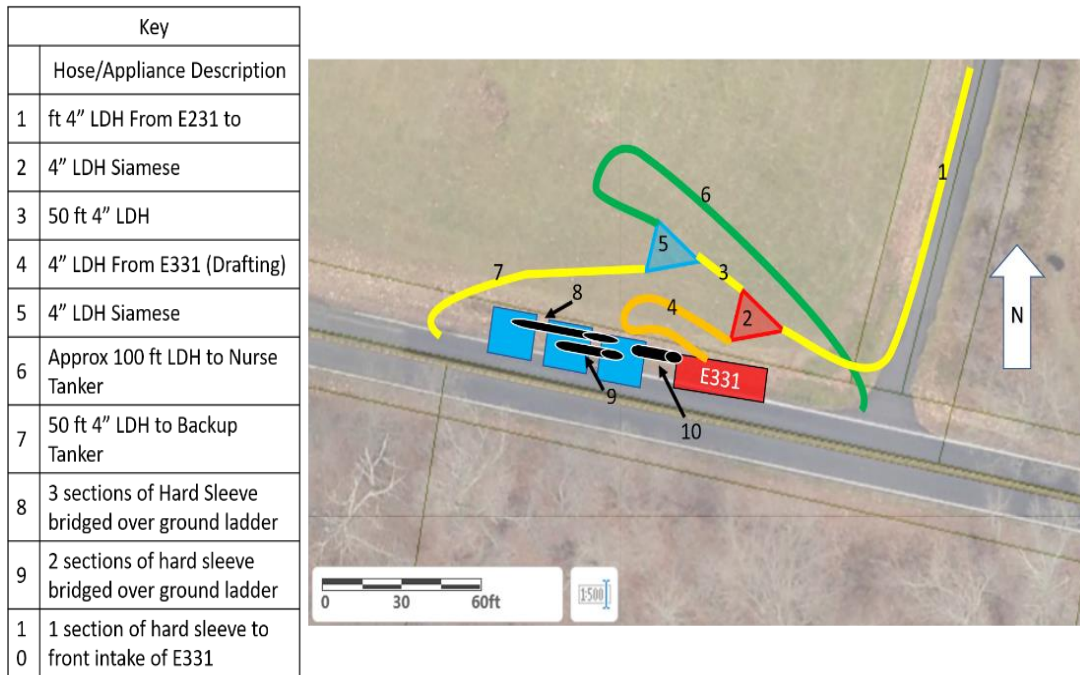 Key
Hose/Appliance Description
1 ft 4” LDH From E231 to
2 4” LDH Siamese
3 50 ft 4” LDH
4 4” LDH From E331 (Drafting)
5 4” LDH Siamese
6 Approx 100 ft LDH to Nurse
Tanker
7 50 ft 4” LDH to Backup
Tanker
8 3 sections of Hard Sleeve
bridged over ground ladder
9 2 sections of hard sleeve
bridged over ground ladder
1
0
1 section of hard sleeve to
front intake of E331
1
6
5
3
7
8
4
2
N
E331
9
10
0 30 60ft
1:500